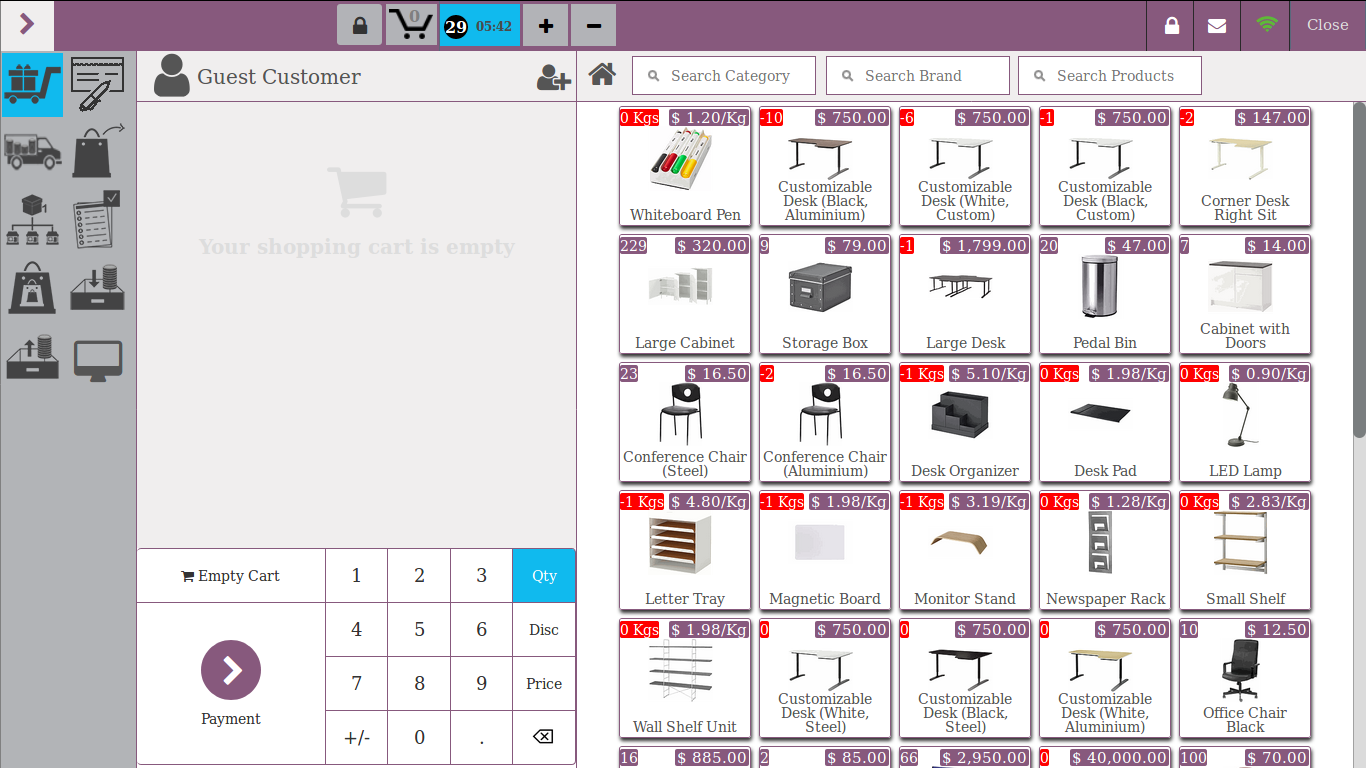 0
29 05:42
Close
Guest Customer
Search Category
Search Brand
Search Products
1
Your shopping cart is empty
0 Kgs $ 1.20/Kg
Whiteboard Pen
-10 $ 750.00
Customizable
Desk (Black,
Aluminium)
-6 $ 750.00
Customizable
Desk (White,
Custom)
-1 $ 750.00
Customizable
Desk (Black,
Custom)
-2 $ 147.00
Corner Desk
Right Sit
229 $ 320.00
Large Cabinet
9 $ 79.00
Storage Box
-1 $ 1,799.00
Large Desk
20 $ 47.00
Pedal Bin
7 $ 14.00
Cabinet with
Doors
23 $ 16.50
Conference Chair
(Steel)
-2 $ 16.50
Conference Chair
(Aluminium)
-1 Kgs $ 5.10/Kg
Desk Organizer
0 Kgs $ 1.98/Kg
Desk Pad
0 Kgs $ 0.90/Kg
LED Lamp
-1 Kgs $ 4.80/Kg
Letter Tray
-1 Kgs $ 1.98/Kg
Magnetic Board
-1 Kgs $ 3.19/Kg
Monitor Stand
0 Kgs $ 1.28/Kg
Newspaper Rack
0 Kgs $ 2.83/Kg
Small Shelf
0 Kgs $ 1.98/Kg
Wall Shelf Unit
0 $ 750.00
Customizable
Desk (White,
Steel)
0 $ 750.00
Customizable
Desk (Black,
Steel)
0 $ 750.00
Customizable
Desk (White,
Aluminium)
10 $ 12.50
Office Chair
Black
16 $ 885.00
2 $ 85.00
66 $ 2,950.00
0 $ 40,000.00
100 $ 70.00
Empty Cart
1 2 3 Qty
4 5 6 Disc
7 8 9 Price
Payment
+/- 0 .